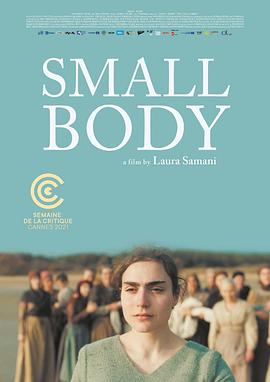 SMALL
BODY
a film by Laura Samani
SEMAINE
DE LA CRITIQUE
CANNES 2021